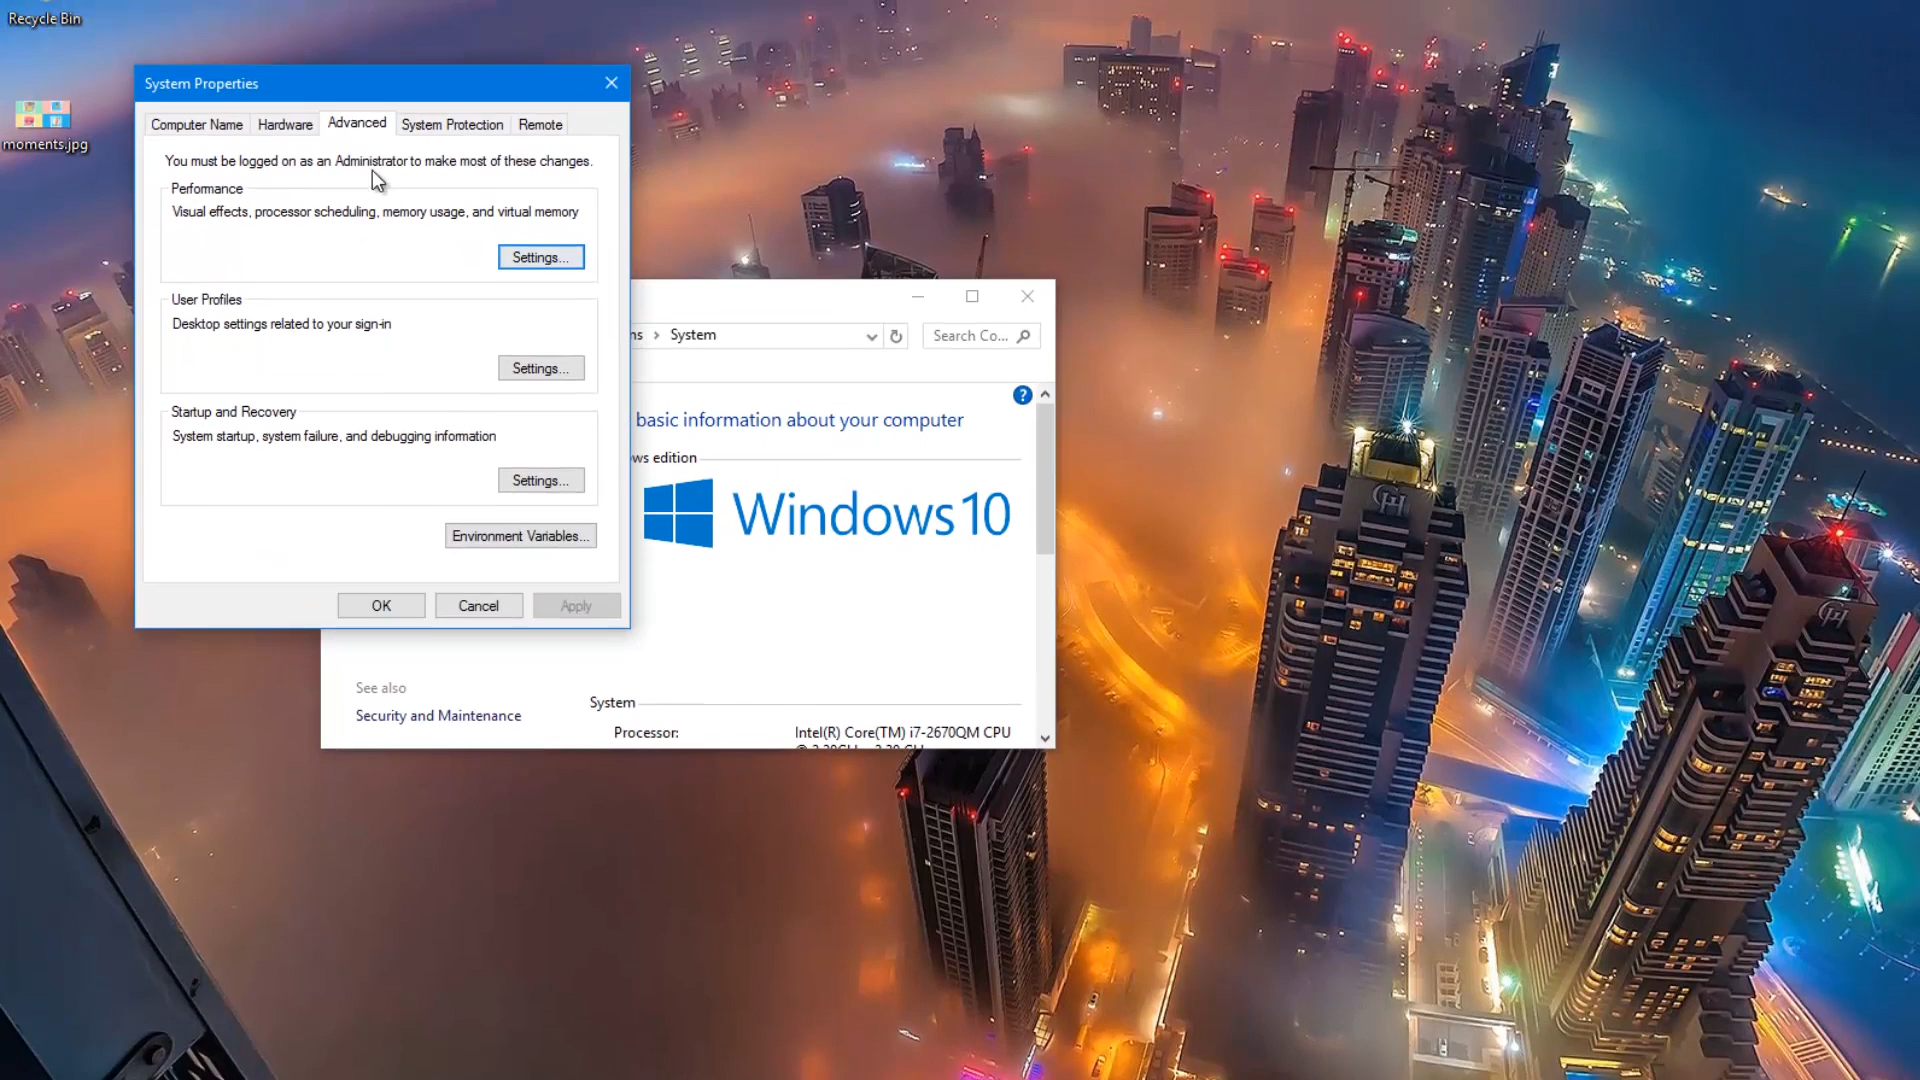 Recycle Bin
moments.jpg
System Properties
Computer Name
Hardware
Advanced
System Protection
Remote
You must be logged on as an Administrator to make most of these changes.
Performance
Visual effects, processor scheduling, memory usage, and virtual memory
Settings...
User Profiles
Desktop settings related to your sign-in
Settings...
Startup and Recovery
System startup, system failure, and debugging information
Settings...
Environment Variables...
OK
Cancel
Apply
System
Search Co...
basic information about your computer
edition
Windows 10
See also
Security and Maintenance
System
Processor:
Intel(R) Core(TM) i7-2670QM CPU